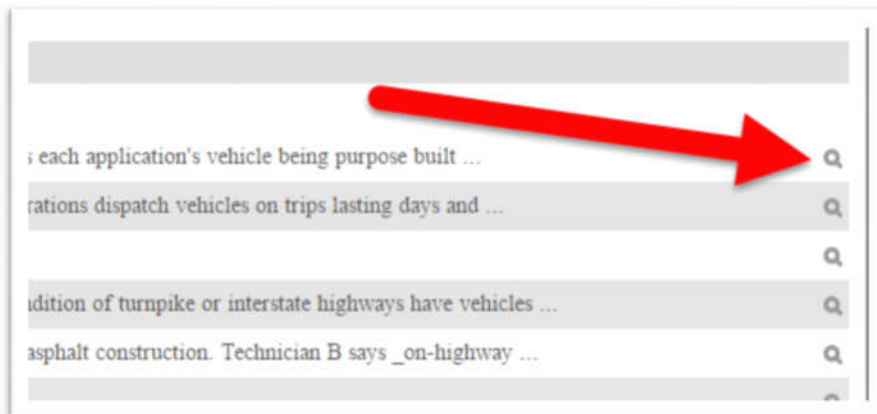 s each application's vehicle being purpose built ...
rations dispatch vehicles on trips lasting days and ...
ndition of turnpike or interstate highways have vehicles ...
asphalt construction. Technician B says _on-highway ...